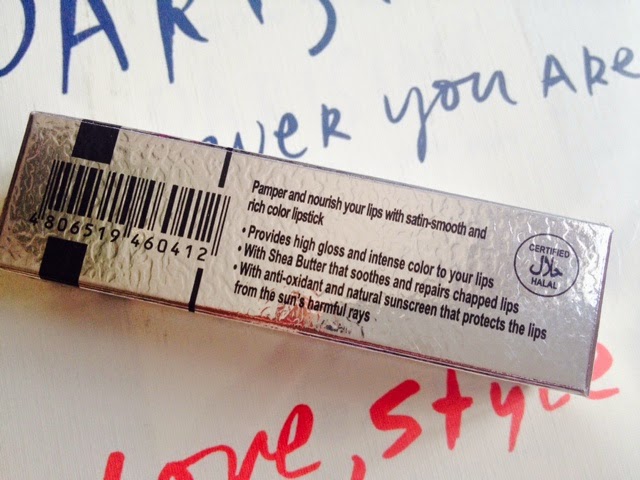 PARIS
ever you ARE
Pamper and nourish your lips with satin-smooth and
rich color lipstick
• Provides high gloss and intense color to your lips
• With Shea Butter that soothes and repairs chapped lips
• With anti-oxidant and natural sunscreen that protects the lips
from the sun's harmful rays
4 806519 460412
CERTIFIED
حلال
HALAL
love, style